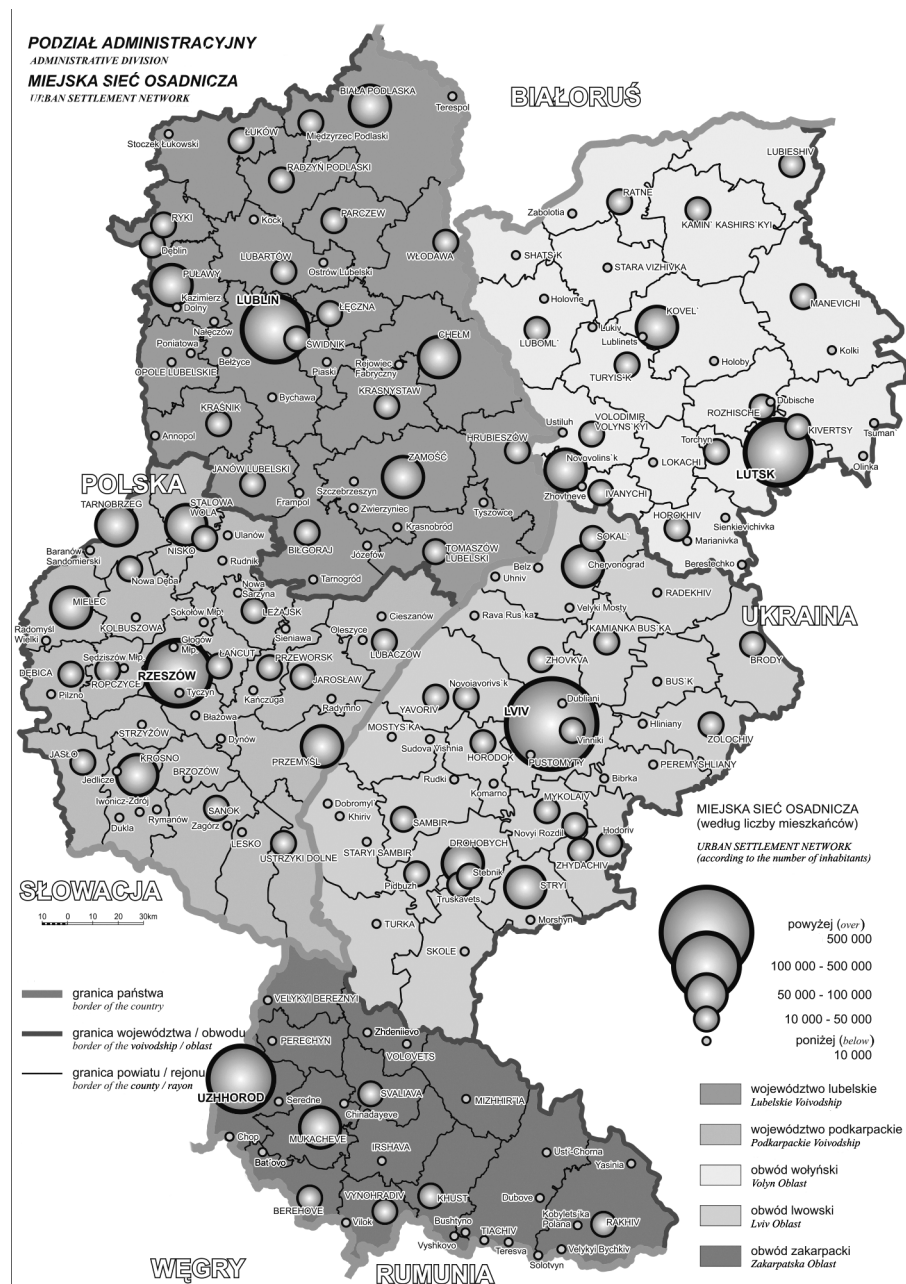 PODZIAŁ ADMINISTRACYJNY
ADMINISTRATIVE DIVISION
MIEJSKA SIEĆ OSADNICZA
URBAN SETTLEMENT NETWORK
BIAŁORUŚ
BIAŁA PODLASKA
Terespol
Międzyrzec Podlaski
ŁUKÓW
Stoczek Łukowski
RADZYŃ PODLASKI
LUBIESHIV
RATNE
Zabolotia
KAMIN` KASHIRS`KYI
RYKI
Kock
PARCZEW
Dęblin
WŁODAWA
SHATS`K
STARA VIZHIVKA
LUBARTÓW
Ostrów Lubelski
PUŁAWY
Kazimierz
Dolny
LUBLIN
ŁĘCZNA
Holovne
MANEVICHI
KOVEL`
Nałęczów
ŚWIDNIK
CHEŁM
LUBOML`
Lukiv
Lublinets
Poniatowa
Bełżyce
Piaski
Rejowiec
Fabryczny
OPOLE LUBELSKIE
TURYIS`K
Holoby
Kolki
KRASNYSTAW
Bychawa
KRAŚNIK
Annopol
Ustiluh
VOLODIMIR
VOLYNS`KYI
ROZHISCHE
Dubische
KIVERTSY
Tsuman`
Olinka
HRUBIESZÓW
Torchyn
LOKACHI
LUTSK
Novovolins`k
Zhovtneve
IVANYCHI
ZAMOŚĆ
JANÓW LUBELSKI
Frampol
Szczebrzeszyn
Zwierzyniec
Tyszowce
POLSKA
TARNOBRZEG
STALOWA
WOLA
Ulanów
NISKO
HOROKHIV
Sienkievichivka
Marianivka
Berestechko
SOKAL`
Krasnobród
BIŁGORAJ
Józefów
TOMASZÓW
LUBELSKI
Baranów
Sandomierski
Nowa Dęba
Rudnik
Tarnogród
Belz
Uhniv
Chervonograd
RADEKHIV
MIELEC
Nowa
Sarzyna
KOLBUSZOWA
Sokołów Młp.
LEŻAJSK
Cieszanów
Rava Rus`ka
Velyki Mosty
UKRAINA
Radomyśl
Wielki
Głogów
Młp.
Sieniawa
Oleszyce
LUBACZÓW
KAMIANKA BUS`KA
BRODY
ZHOVKVA
Sędziszów Młp.
DĘBICA
ROPCZYCE
RZESZÓW
ŁAŃCUT
PRZEWORSK
JAROSŁAW
Pilzno
Tyczyn
Kańczuga
Radymno
YAVORIV
Novoiavorivs`k
BUS`K
Dubliani
LVIV
Vinniki
Hliniany
ZOLOCHIV
Błażowa
STRZYŻÓW
Dynów
MOSTYS`KA
Sudova Vishnia
HORODOK
PUSTOMYTY
PEREMYSHLIANY
JASŁO
KROSNO
BRZOZÓW
PRZEMYŚL
Jedlicze
Rudki
Komarno
Bibrka
Iwonicz-Zdrój
Rymanów
Dukla
SANOK
Zagórz
LESKO
USTRZYKI DOLNE
Dobromyl
Khiriv
SAMBIR
MYKOLAIV
Novyi Rozdil
Hodoriv
ZHYDACHIV
STARYI SAMBIR
DROHOBYCH
Stebnik
Truskavets
Pidbuzh
STRYI
Morshyn
TURKA
SKOLE
SŁOWACJA
10 0 10 20 30km
MIEJSKA SIEĆ OSADNICZA
(według liczby mieszkańców)
URBAN SETTLEMENT NETWORK
(according to the number of inhabitants)
powyżej (over)
500 000
100 000 - 500 000
50 000 - 100 000
10 000 - 50 000
poniżej (below)
10 000
granica państwa
border of the country
granica województwa / obwodu
border of the voivodship / oblast
granica powiatu / rejonu
border of the county / rayon
VELYKYI BEREZNYI
Zhdeniievo
PERECHYN
VOLOVETS
UZHHOROD
Seredne
SVALIAVA
Chinadayeve
MIZHHIR"IA
MUKACHEVE
Chop
Bat`ovo
IRSHAVA
Ust`-Chorna
Yasinia
BEREHOVE
VYNOHRADIV
KHUST
Dubove
Vilok
Bushtyno
Vyshkovo
TIACHIV
Teresva
Kobylets`ka
Polana
RAKHIV
Solotvyn
Velykyl Bychkiv
WĘGRY
RUMUNIA
województwo lubelskie
Lubelskie Voivodship
województwo podkarpackie
Podkarpackie Voivodship
obwód wołyński
Volyn Oblast
obwód lwowski
Lviv Oblast
obwód zakarpacki
Zakarpatska Oblast